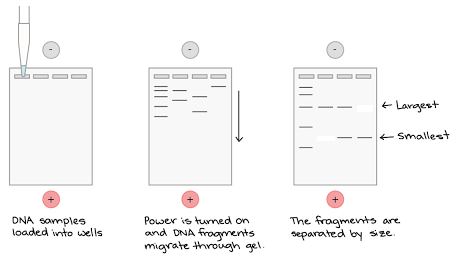 -
-
-
← Largest
← Smallest
+
+
+
DNA samples
loaded into wells
Power is turned on
and DNA fragments
migrate through gel.
The fragments are
separated by size.